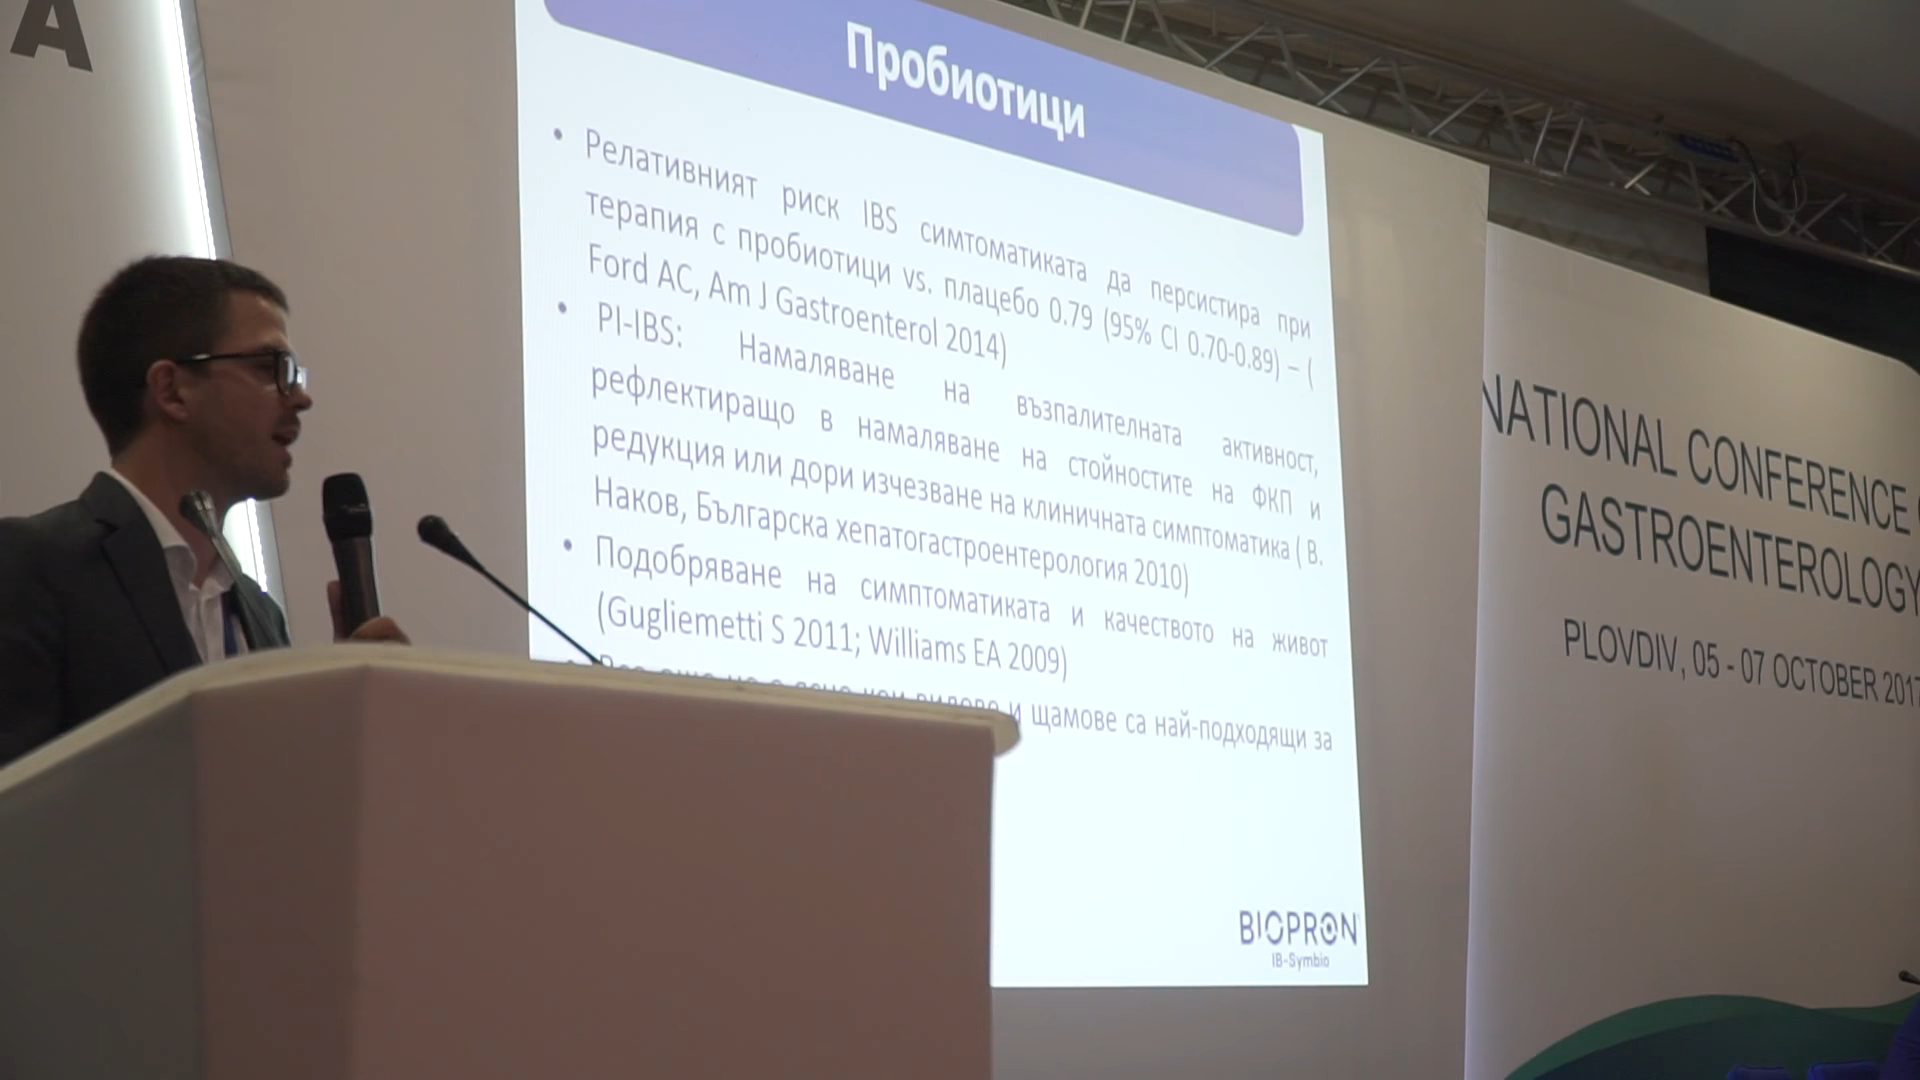 А
Пробиотици
• Релативният риск IBS симтоматиката да персистира при
терапия с пробиотици vs. плацебо 0.79 (95% CI 0.70-0.89) – (
Ford AC, Am J Gastroenterol 2014)
• PI-IBS: Намаляване на възпалителната активност,
рефлектиращо в намаляване на стойностите на ФКП и
редукция или дори изчезване на клиничната симптоматика ( В.
Наков, Българска хепатогастроентерология 2010)
• Подобряване на симптоматиката и качеството на живот
(Gugliemetti S 2011; Williams EA 2009)
и щамове са най-подходящи за
BIOPRON
IB-Symbio
NATIONAL CONFERENCE
GASTROENTEROLOGY
PLOVDIV, 05 - 07 OCTOBER 2017